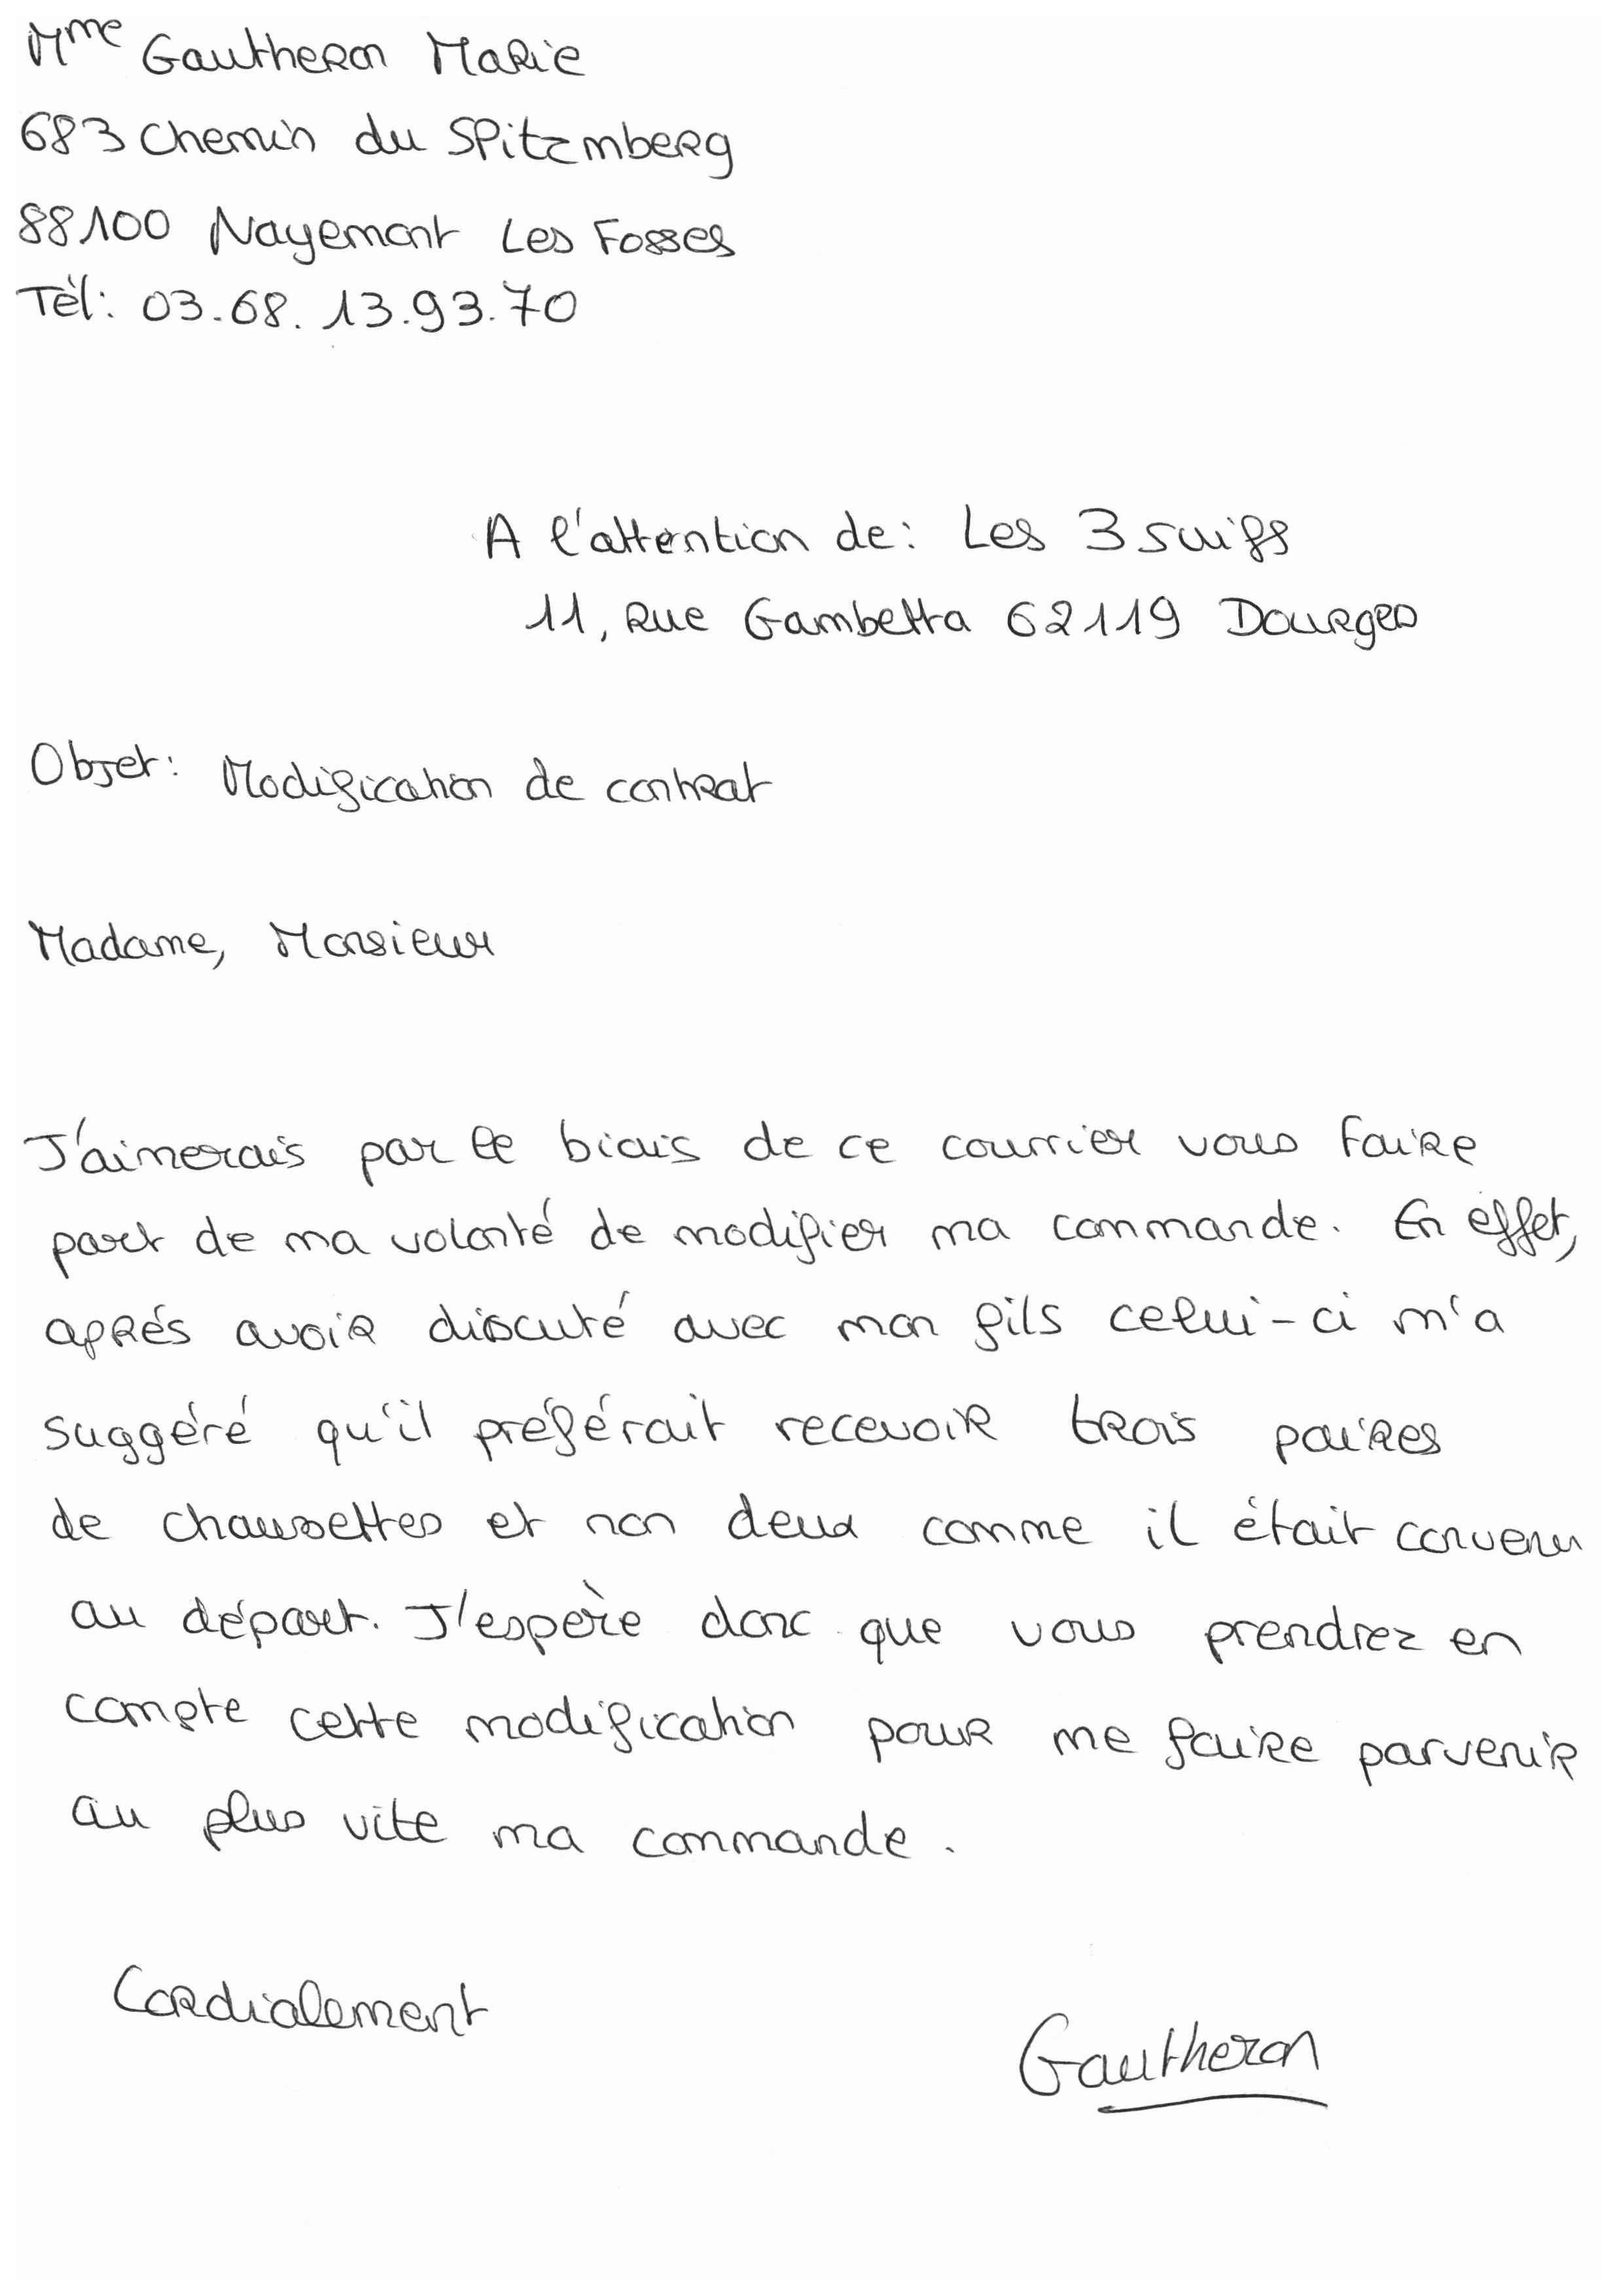 Mme Gautheron Marie
683 Chemin du Spitzmberg
88100 Nayemont Les Fosses
Tèl: 03.68.13.93.70
A l'attention de: Les 3 suifs
11, Rue Gambetta 62119 Dourges
Objet: Modification de contrat
Madame, Monsieur
J'aimerais par le biais de ce courrier vous faire
part de ma volonté de modifier ma commande. En effet,
aprés avoir discuté avec mon fils celui-ci m'a
suggéré qu'il préférait recevoir trois paires
de chaussettes et non deux comme il était convenu
au départ. J'espère donc que vous prendrez en
compte cette modification pour me faire parvenir
au plus vite ma commande.
Cordialement
Gautheron